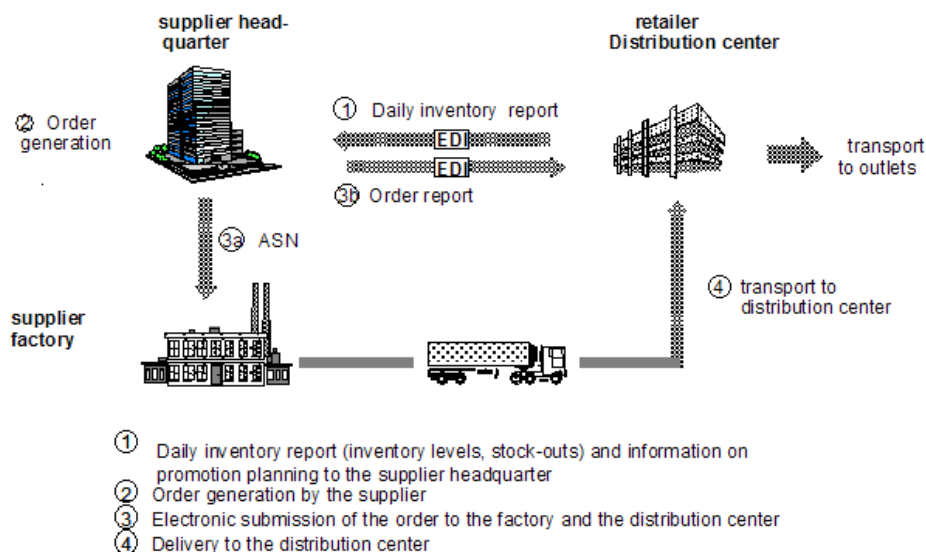 supplier head-
quarter
retailer
Distribution center
① Daily inventory report
② Order
generation
EDI
EDI
③b Order report
transport
to outlets
③a ASN
④ transport to
distribution center
supplier
factory
① Daily inventory report (inventory levels, stock-outs) and information on
promotion planning to the supplier headquarter
② Order generation by the supplier
③ Electronic submission of the order to the factory and the distribution center
④ Delivery to the distribution center